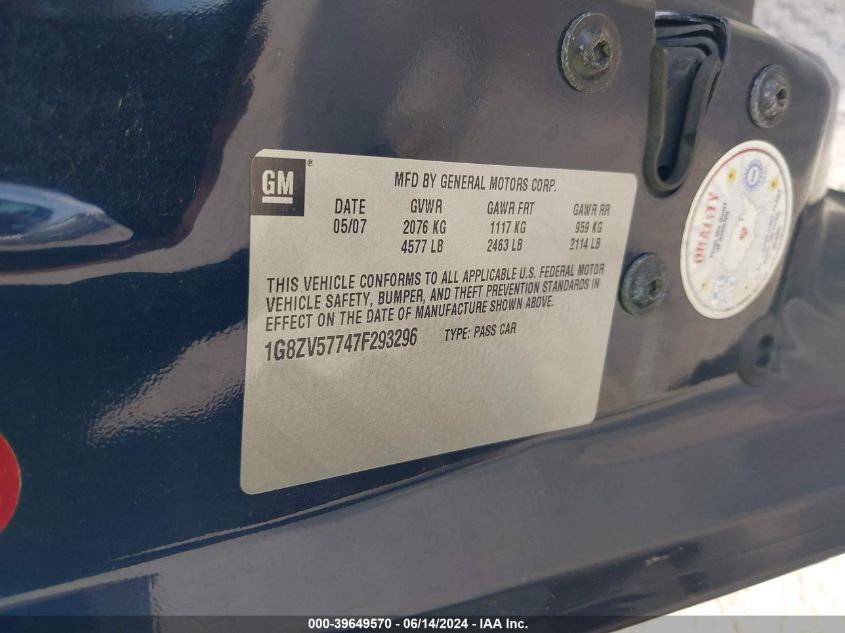 GM
MFD BY GENERAL MOTORS CORP.
DATE GVWR GAWR FRT GAWR RR
05/07 2076 KG 1117 KG 959 KG
4577 LB 2463 LB 2114 LB
THIS VEHICLE CONFORMS TO ALL APPLICABLE U.S. FEDERAL MOTOR
VEHICLE SAFETY, BUMPER, AND THEFT PREVENTION STANDARDS IN
EFFECT ON THE DATE OF MANUFACTURE SHOWN ABOVE.
1G8ZV57747F293296 TYPE: PASS CAR
000-39649570 - 06/14/2024 - IAA Inc.